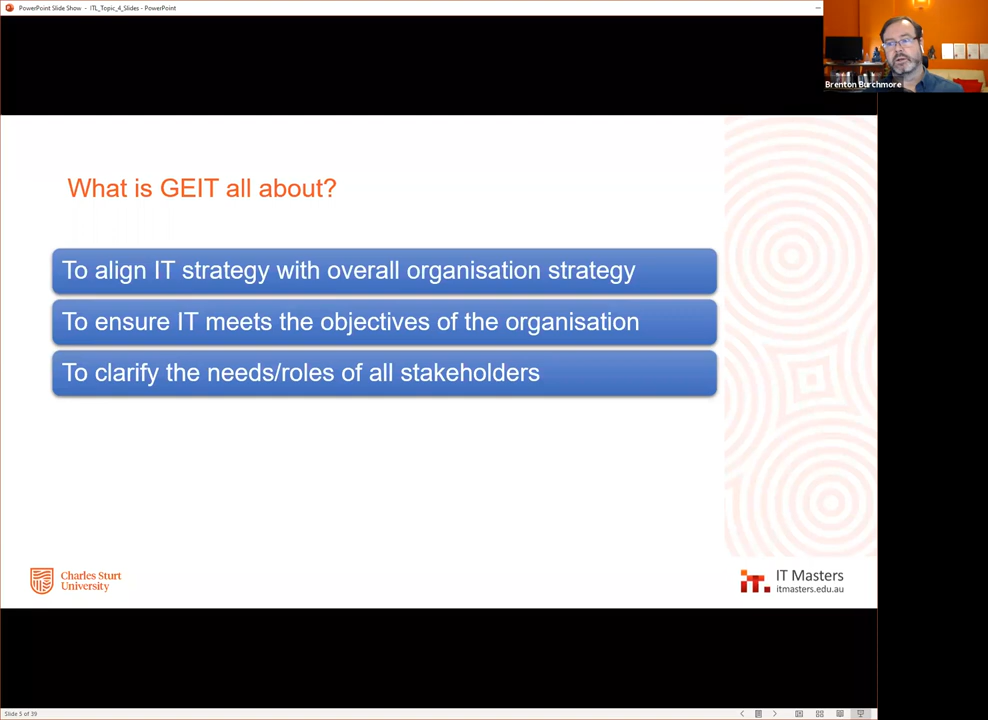 PowerPoint Slide Show - ITL_Topic_4_Slides - PowerPoint
Brenton Burchmore
What is GEIT all about?
To align IT strategy with overall organisation strategy
To ensure IT meets the objectives of the organisation
To clarify the needs/roles of all stakeholders
Charles Sturt
University
iT.
IT Masters
itmasters.edu.au
Slide 5 of 39